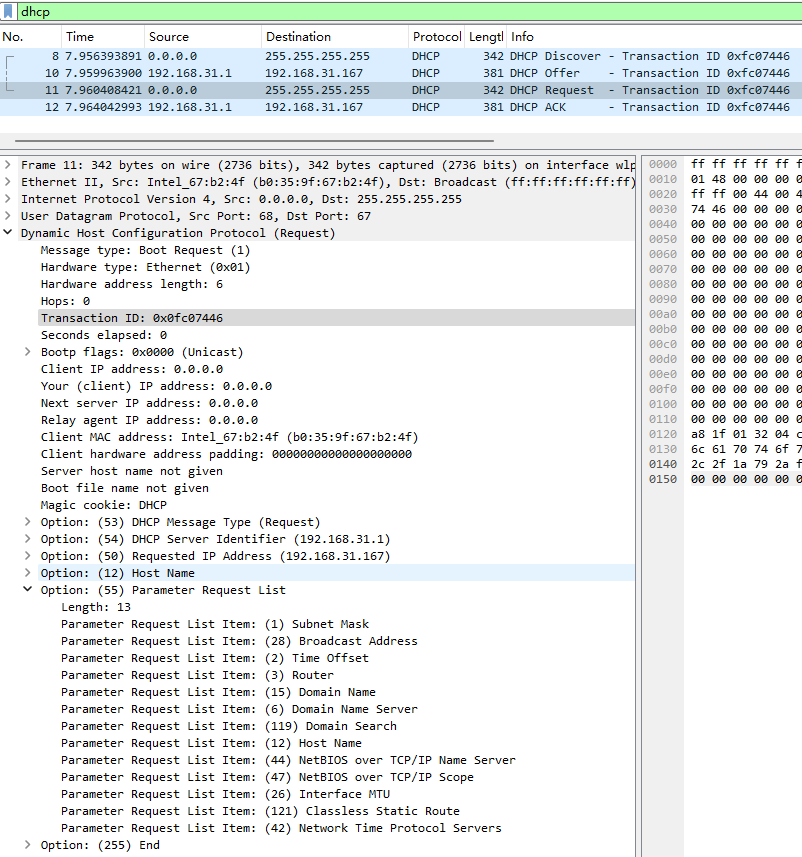 dhcp
No. Time Source Destination Protocol Lengtl Info
8 7.956393891 0.0.0.0 255.255.255.255 DHCP 342 DHCP Discover - Transaction ID 0xfc07446
10 7.959963900 192.168.31.1 192.168.31.167 DHCP 381 DHCP Offer - Transaction ID 0xfc07446
11 7.960408421 0.0.0.0 255.255.255.255 DHCP 342 DHCP Request - Transaction ID 0xfc07446
12 7.964042993 192.168.31.1 192.168.31.167 DHCP 381 DHCP ACK - Transaction ID 0xfc07446
Frame 11: 342 bytes on wire (2736 bits), 342 bytes captured (2736 bits) on interface wlp
Ethernet II, Src: Intel_67:b2:4f (b0:35:9f:67:b2:4f), Dst: Broadcast (ff:ff:ff:ff:ff:ff)
Internet Protocol Version 4, Src: 0.0.0.0, Dst: 255.255.255.255
User Datagram Protocol, Src Port: 68, Dst Port: 67
Dynamic Host Configuration Protocol (Request)
Message type: Boot Request (1)
Hardware type: Ethernet (0x01)
Hardware address length: 6
Hops: 0
Transaction ID: 0x0fc07446
Seconds elapsed: 0
Bootp flags: 0x0000 (Unicast)
Client IP address: 0.0.0.0
Your (client) IP address: 0.0.0.0
Next server IP address: 0.0.0.0
Relay agent IP address: 0.0.0.0
Client MAC address: Intel_67:b2:4f (b0:35:9f:67:b2:4f)
Client hardware address padding: 00000000000000000000
Server host name not given
Boot file name not given
Magic cookie: DHCP
Option: (53) DHCP Message Type (Request)
Option: (54) DHCP Server Identifier (192.168.31.1)
Option: (50) Requested IP Address (192.168.31.167)
Option: (12) Host Name
Option: (55) Parameter Request List
Length: 13
Parameter Request List Item: (1) Subnet Mask
Parameter Request List Item: (28) Broadcast Address
Parameter Request List Item: (2) Time Offset
Parameter Request List Item: (3) Router
Parameter Request List Item: (15) Domain Name
Parameter Request List Item: (6) Domain Name Server
Parameter Request List Item: (119) Domain Search
Parameter Request List Item: (12) Host Name
Parameter Request List Item: (44) NetBIOS over TCP/IP Name Server
Parameter Request List Item: (47) NetBIOS over TCP/IP Scope
Parameter Request List Item: (26) Interface MTU
Parameter Request List Item: (121) Classless Static Route
Parameter Request List Item: (42) Network Time Protocol Servers
Option: (255) End
0000 ff ff ff ff ff f
0010 01 48 00 00 00 0
0020 ff ff 00 44 00 4
0030 74 46 00 00 00 0
0040 00 00 00 00 00 0
0050 00 00 00 00 00 0
0060 00 00 00 00 00 0
0070 00 00 00 00 00 0
0080 00 00 00 00 00 0
0090 00 00 00 00 00 0
00a0 00 00 00 00 00 0
00b0 00 00 00 00 00 0
00c0 00 00 00 00 00 0
00d0 00 00 00 00 00 0
00e0 00 00 00 00 00 0
00f0 00 00 00 00 00 0
0100 00 00 00 00 00 0
0110 00 00 00 00 00 0
0120 a8 1f 01 32 04 c
0130 6c 61 70 74 6f 7
0140 2c 2f 1a 79 2a f
0150 00 00 00 00 00 0